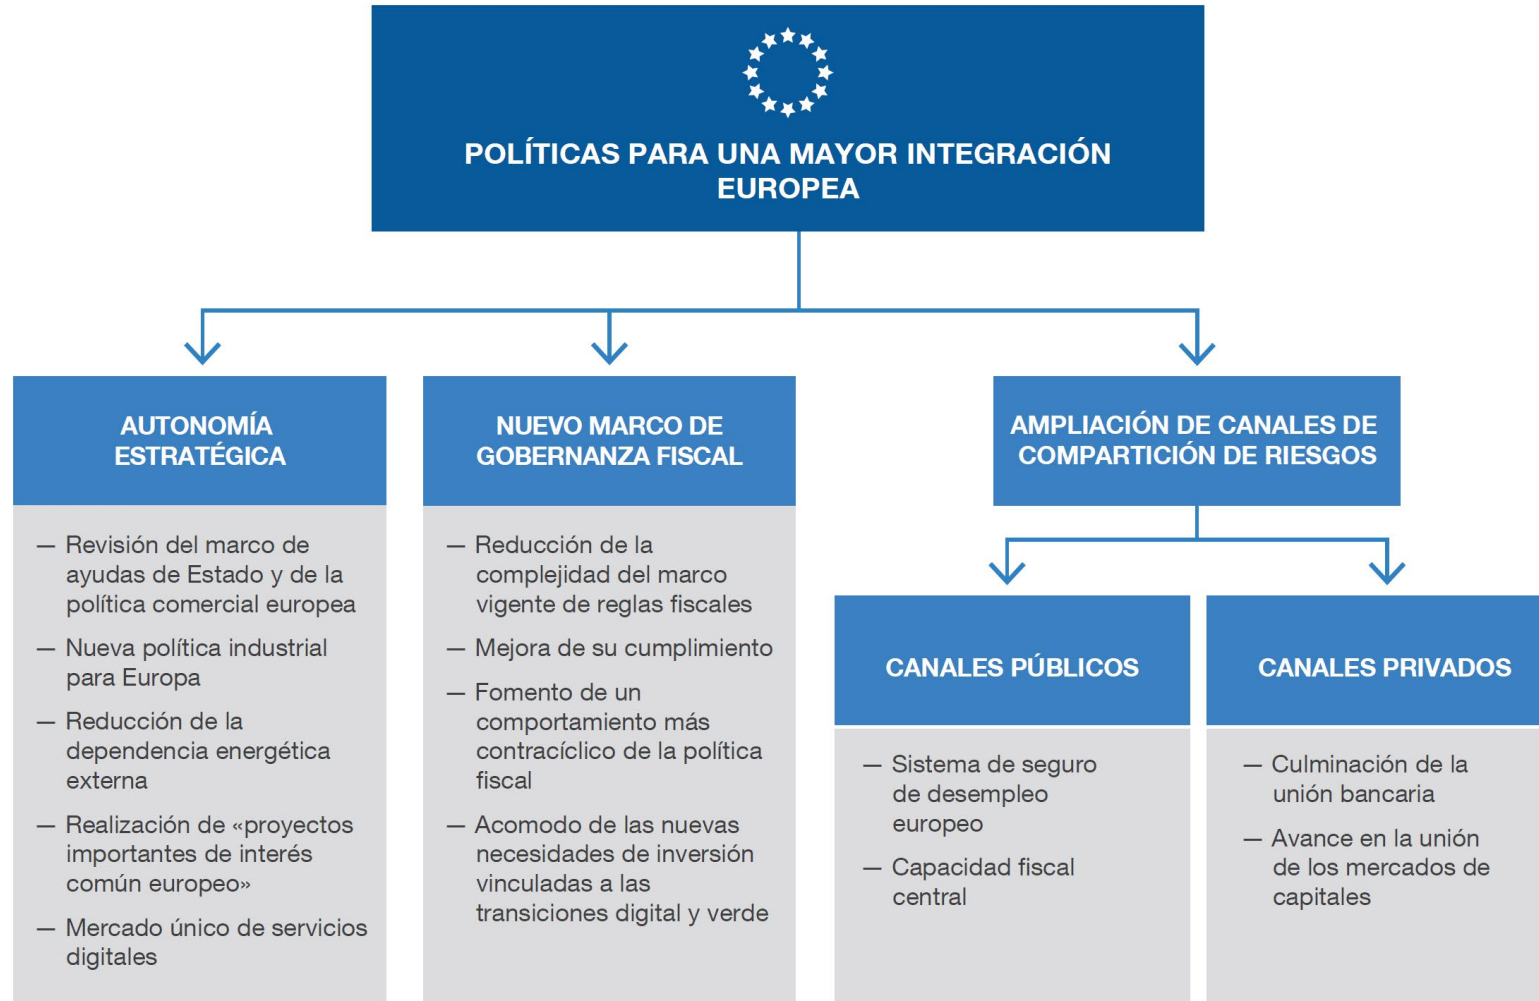 POLÍTICAS PARA UNA MAYOR INTEGRACIÓN
EUROPEA
AUTONOMÍA
ESTRATÉGICA
— Revisión del marco de
ayudas de Estado y de la
política comercial europea
— Nueva política industrial
para Europa
— Reducción de la
dependencia energética
externa
— Realización de «proyectos
importantes de interés
común europeo»
— Mercado único de servicios
digitales
NUEVO MARCO DE
GOBERNANZA FISCAL
— Reducción de la
complejidad del marco
vigente de reglas fiscales
— Mejora de su cumplimiento
— Fomento de un
comportamiento más
contracíclico de la política
fiscal
— Acomodo de las nuevas
necesidades de inversión
vinculadas a las
transiciones digital y verde
AMPLIACIÓN DE CANALES DE
COMPARTICIÓN DE RIESGOS
CANALES PÚBLICOS
— Sistema de seguro
de desempleo
europeo
— Capacidad fiscal
central
CANALES PRIVADOS
— Culminación de la
unión bancaria
— Avance en la unión
de los mercados de
capitales